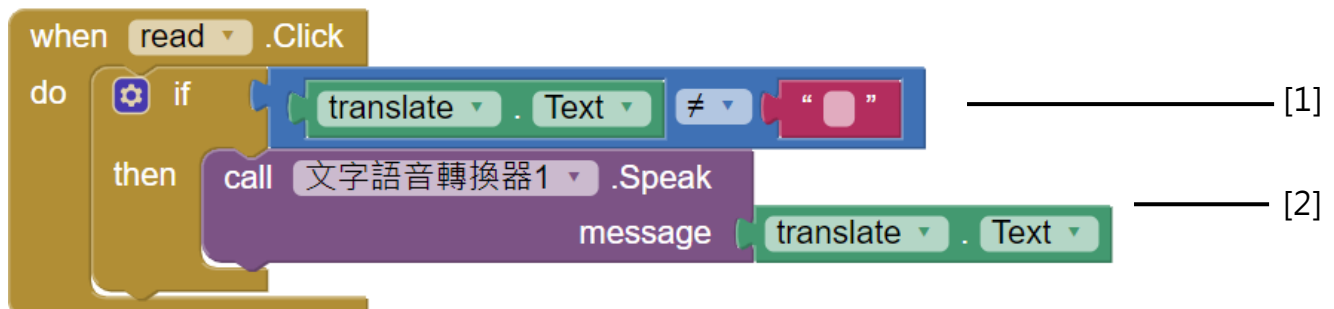 when read .Click
do if translate . Text ≠ “ ” [1]
then call 文字語音轉換器1 .Speak [2]
message translate . Text